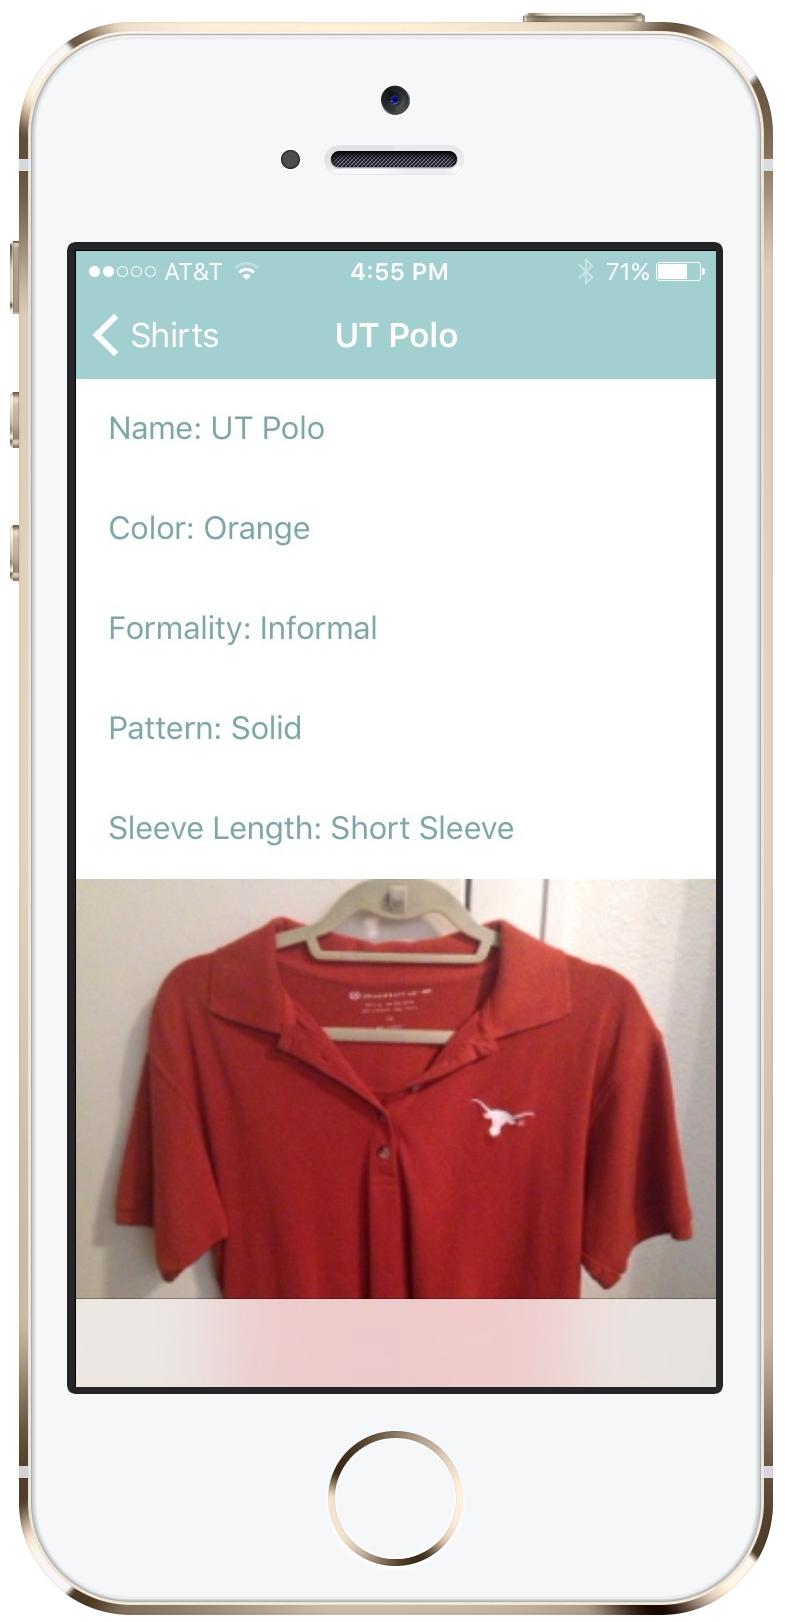 AT&T 4:55 PM 71%
Shirts UT Polo
Name: UT Polo
Color: Orange
Formality: Informal
Pattern: Solid
Sleeve Length: Short Sleeve